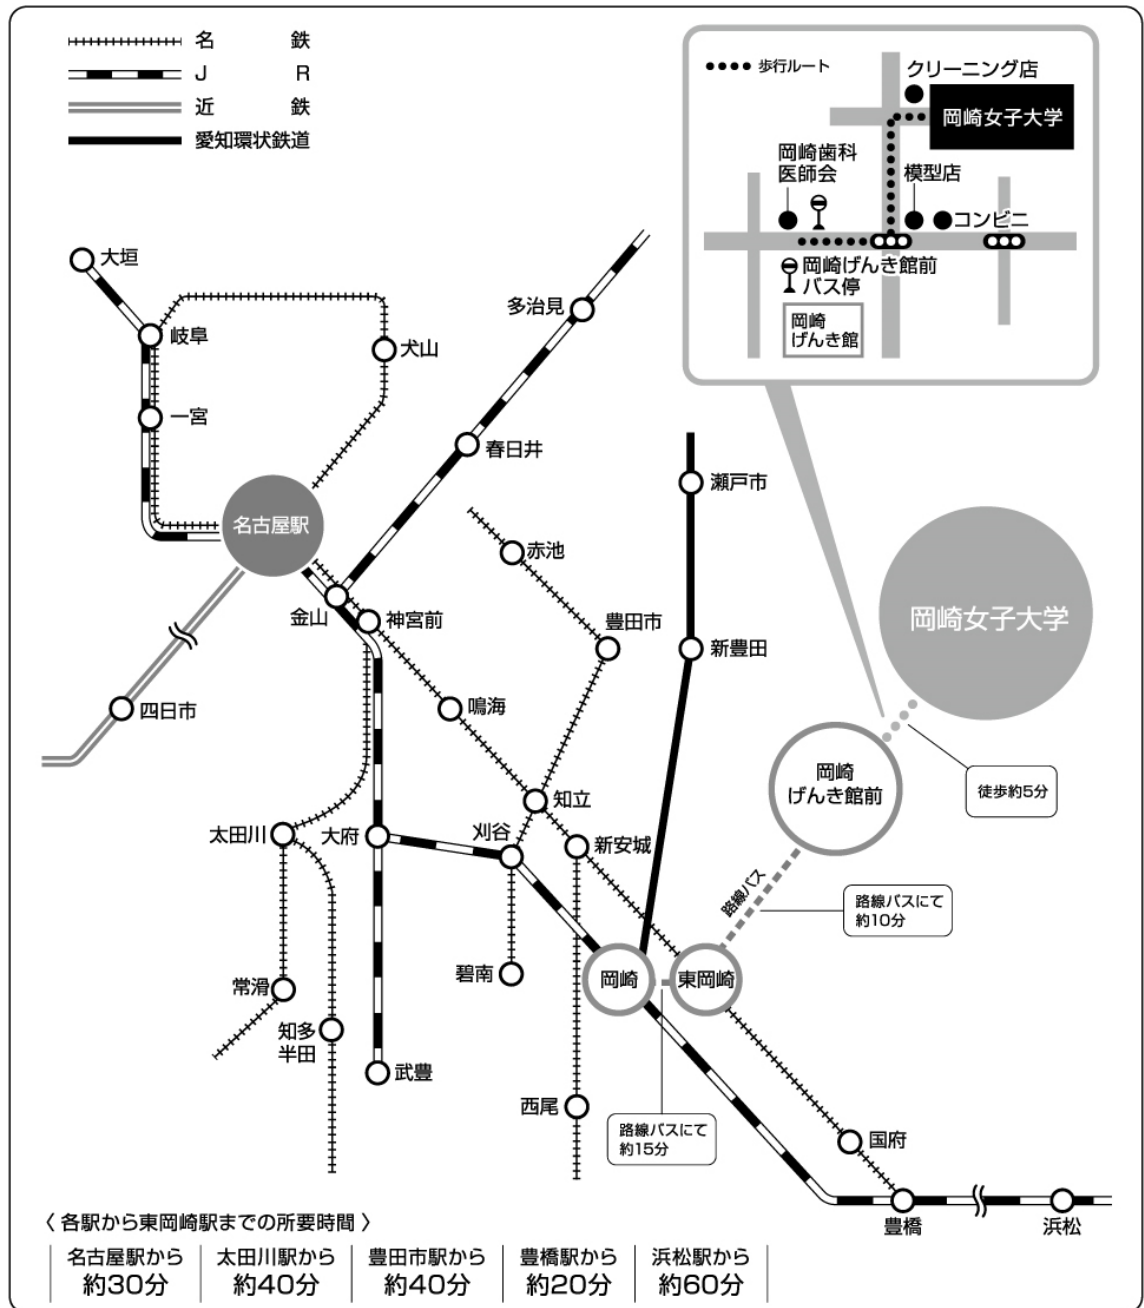 名 鉄
J R
近 鉄
愛知環状鉄道
歩行ルート
クリーニング店
岡崎女子大学
岡崎歯科
医師会
模型店
コンビニ
岡崎げんき館前
バス停
岡崎
げんき館
大垣
岐阜
犬山
多治見
一宮
春日井
瀬戸市
名古屋駅
赤池
金山
神宮前
豊田市
新豊田
岡崎女子大学
四日市
鳴海
岡崎
げんき館前
徒歩約5分
知立
太田川
大府
刈谷
新安城
路線バス
路線バスにて
約10分
碧南
岡崎
東岡崎
常滑
知多
半田
武豊
西尾
路線バスにて
約15分
国府
豊橋
浜松
〈 各駅から東岡崎駅までの所要時間 〉
名古屋駅から
約30分
太田川駅から
約40分
豊田市駅から
約40分
豊橋駅から
約20分
浜松駅から
約60分